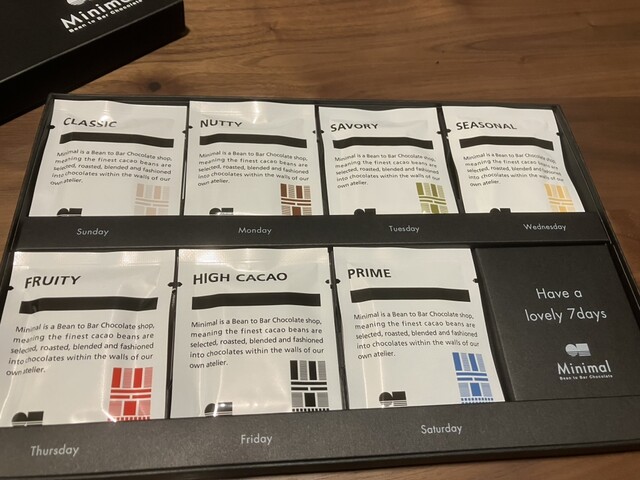 Minimal
Bean to Bar Chocolate
CLASSIC
Minimal is a Bean to Bar Chocolate shop,
meaning the finest cacao beans are
selected, roasted, blended and fashioned
into chocolates within the walls of our
own atelier.
NUTTY
Minimal is a Bean to Bar Chocolate shop,
meaning the finest cacao beans are
selected, roasted, blended and fashioned
into chocolates within the walls of our
own atelier.
SAVORY
Minimal is a Bean to Bar Chocolate shop,
meaning the finest cacao beans are
selected, roasted, blended and fashioned
into chocolates within the walls of our
own atelier.
SEASONAL
Minimal is a Bean to Bar Chocolate shop,
meaning the finest cacao beans are
selected, roasted, blended and fashioned
into chocolates within the walls of our
own atelier.
Sunday
Monday
Tuesday
Wednesday
FRUITY
Minimal is a Bean to Bar Chocolate shop,
meaning the finest cacao beans are
selected, roasted, blended and fashioned
into chocolates within the walls of our
own atelier.
HIGH CACAO
Minimal is a Bean to Bar Chocolate shop,
meaning the finest cacao beans are
selected, roasted, blended and fashioned
into chocolates within the walls of our
own atelier.
PRIME
Minimal is a Bean to Bar Chocolate shop,
meaning the finest cacao beans are
selected, roasted, blended and fashioned
into chocolates within the walls of our
own atelier.
Have a
lovely 7days
Minimal
Bean to Bar Chocolate
Thursday
Friday
Saturday